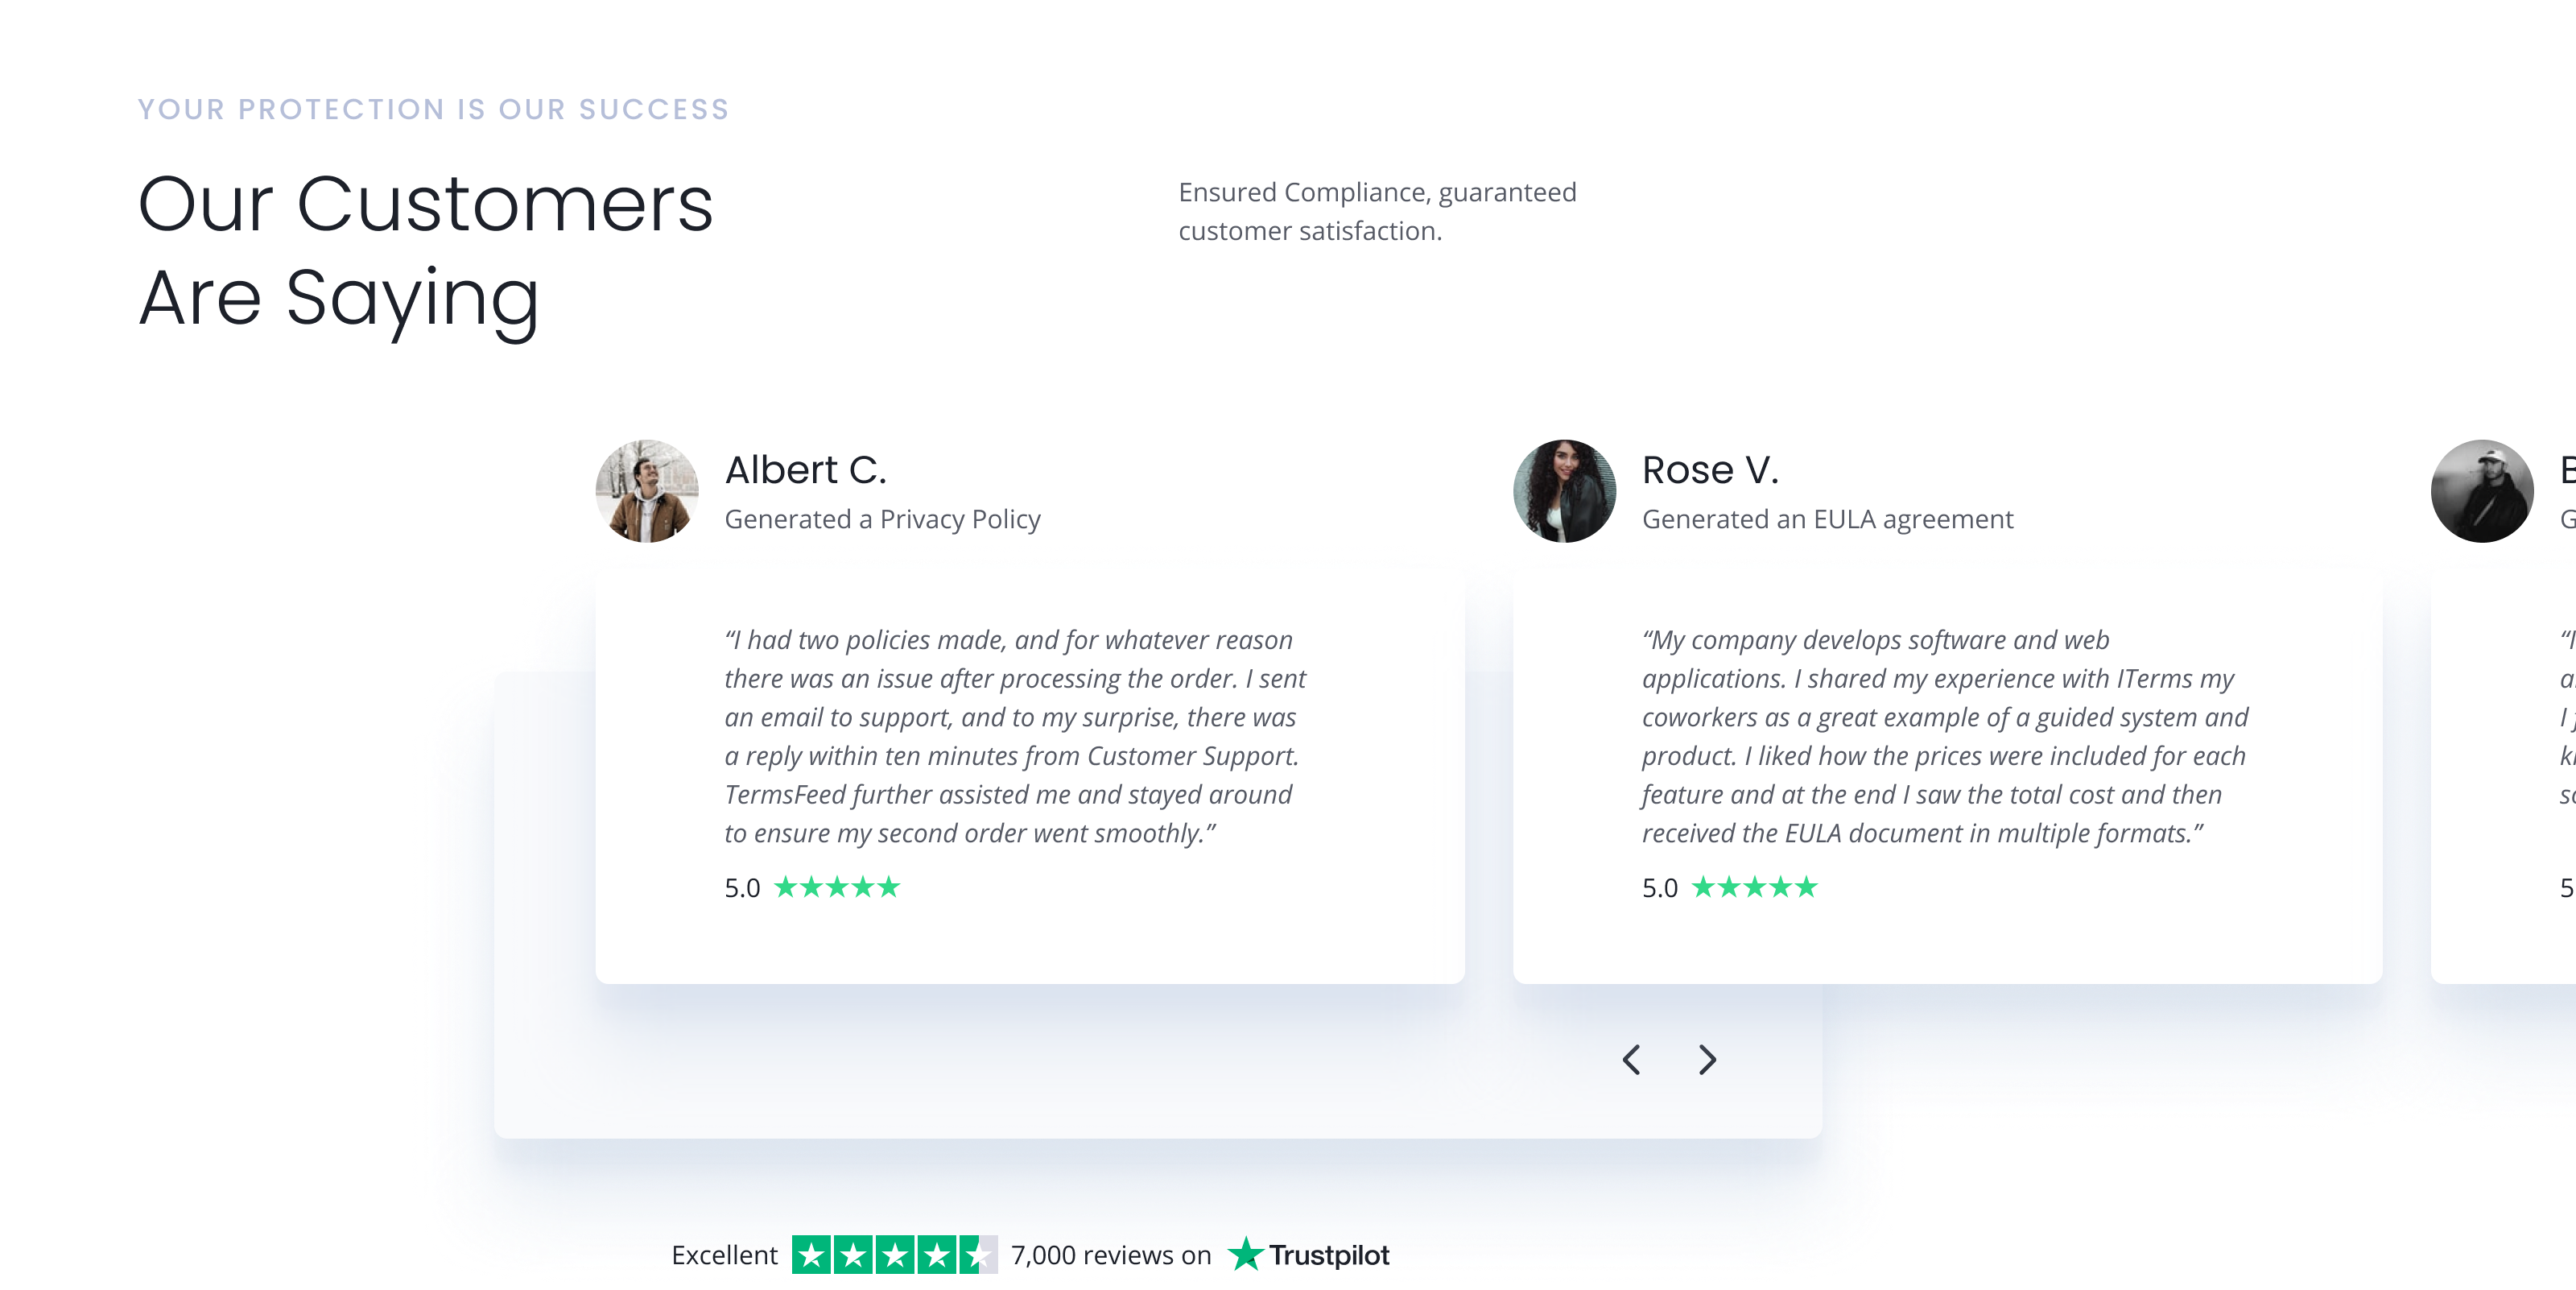 YOUR PROTECTION IS OUR SUCCESS
Our Customers
Are Saying
Ensured Compliance, guaranteed
customer satisfaction.
Albert C.
Generated a Privacy Policy
“I had two policies made, and for whatever reason
there was an issue after processing the order. I sent
an email to support, and to my surprise, there was
a reply within ten minutes from Customer Support.
TermsFeed further assisted me and stayed around
to ensure my second order went smoothly.”
5.0
Rose V.
Generated an EULA agreement
“My company develops software and web
applications. I shared my experience with ITerms my
coworkers as a great example of a guided system and
product. I liked how the prices were included for each
feature and at the end I saw the total cost and then
received the EULA document in multiple formats.”
5.0
Excellent 7,000 reviews on Trustpilot